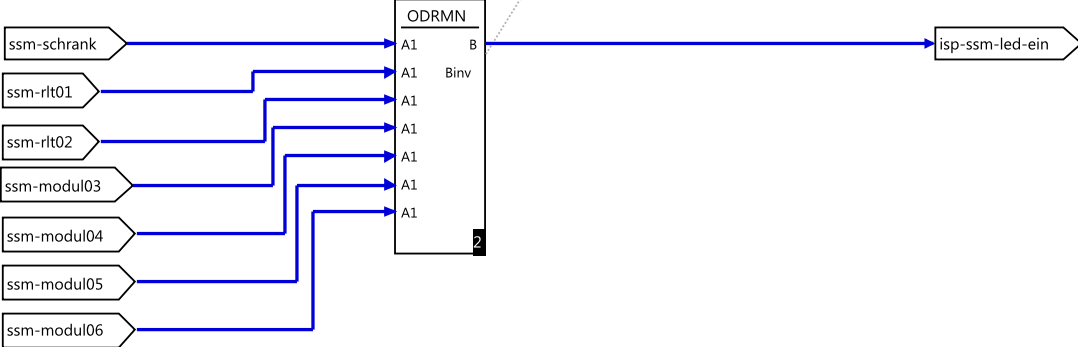 ODRMN
ssm-schrank
A1
B
isp-ssm-led-ein
ssm-rlt01
A1
Binv
A1
ssm-rlt02
A1
A1
ssm-modul03
A1
A1
ssm-modul04
2
ssm-modul05
ssm-modul06